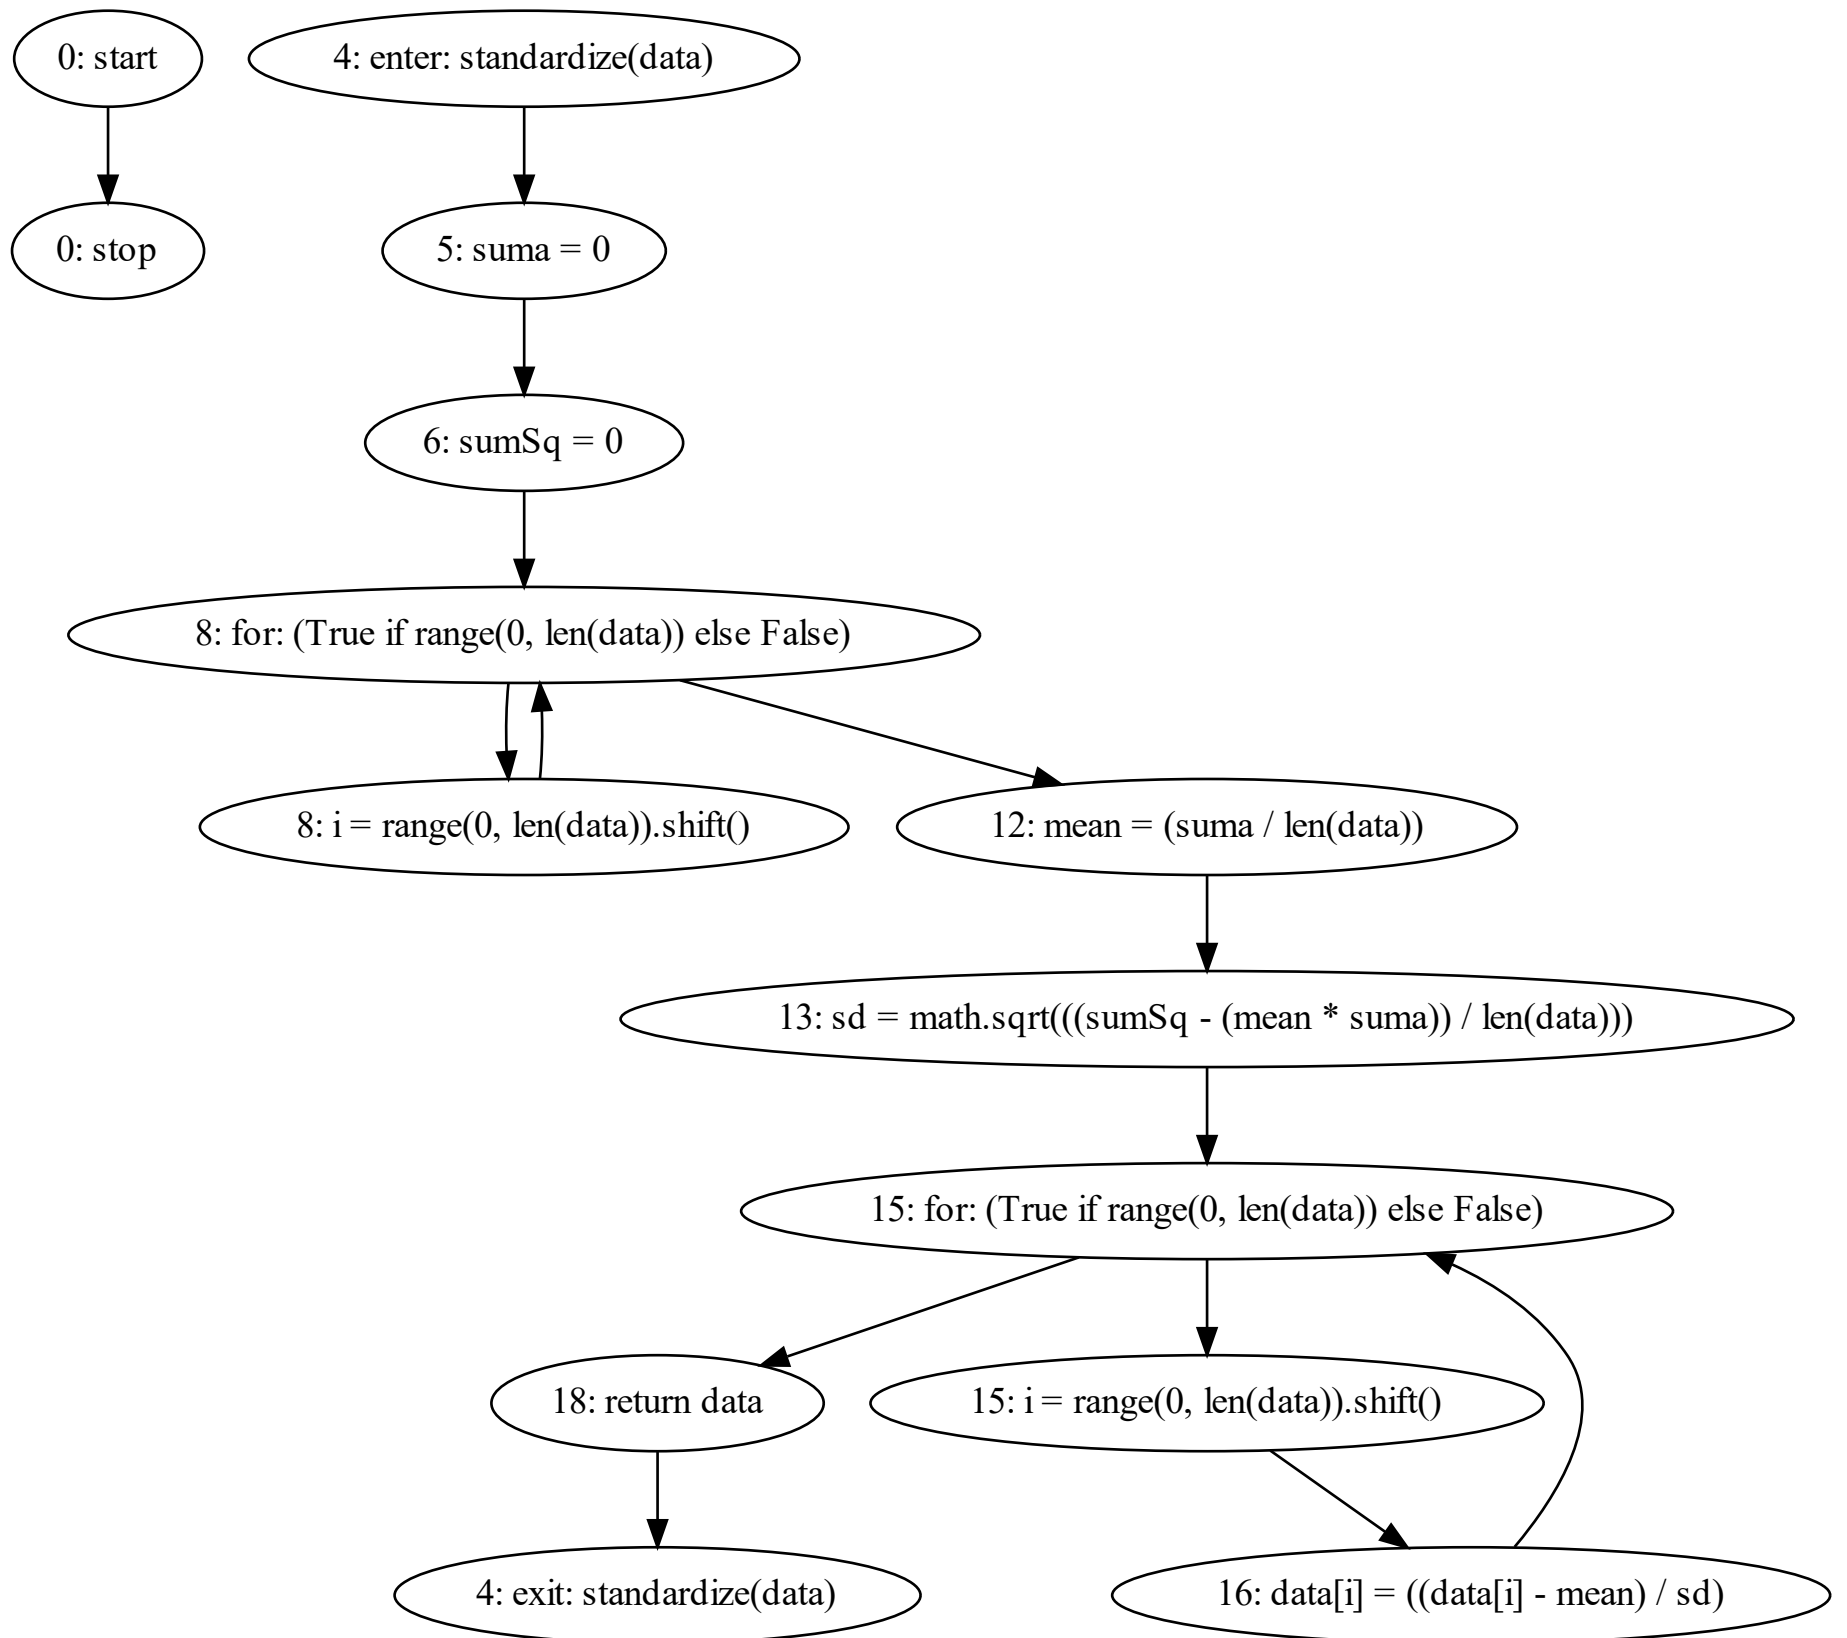 0: start
4: enter: standardize(data)
0: stop
5: suma = 0
6: sumSq = 0
8: for: (True if range(0, len(data)) else False)
8: i = range(0, len(data)).shift()
12: mean = (suma / len(data))
13: sd = math.sqrt(((sumSq - (mean * suma)) / len(data)))
15: for: (True if range(0, len(data)) else False)
18: return data
15: i = range(0, len(data)).shift()
4: exit: standardize(data)
16: data[i] = ((data[i] - mean) / sd)